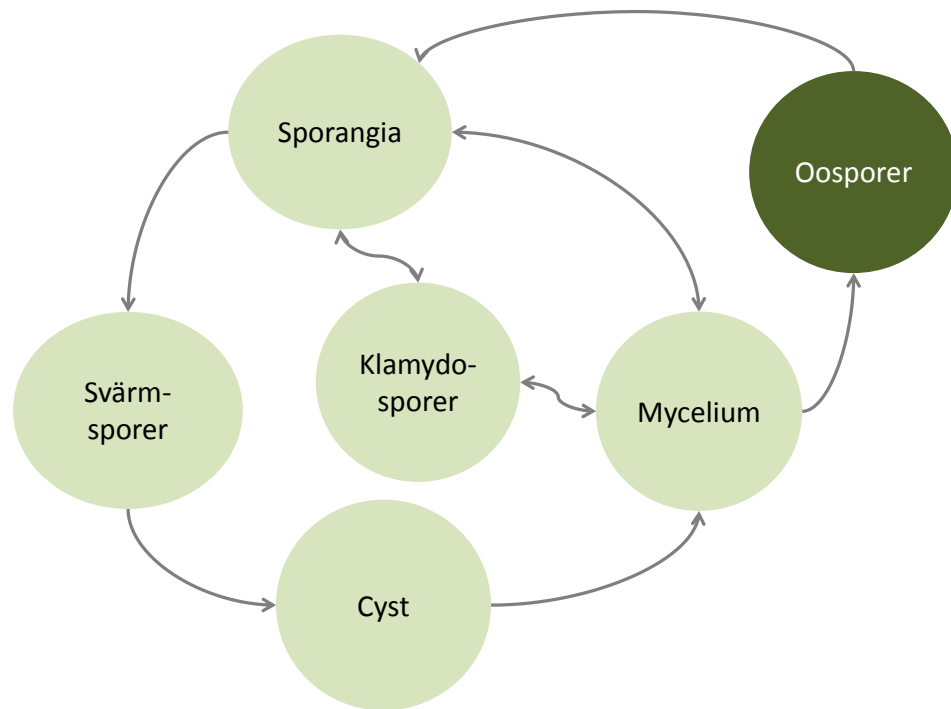 Sporangia
Oosporer
Klamydo-
sporer
Svärm-
sporer
Mycelium
Cyst